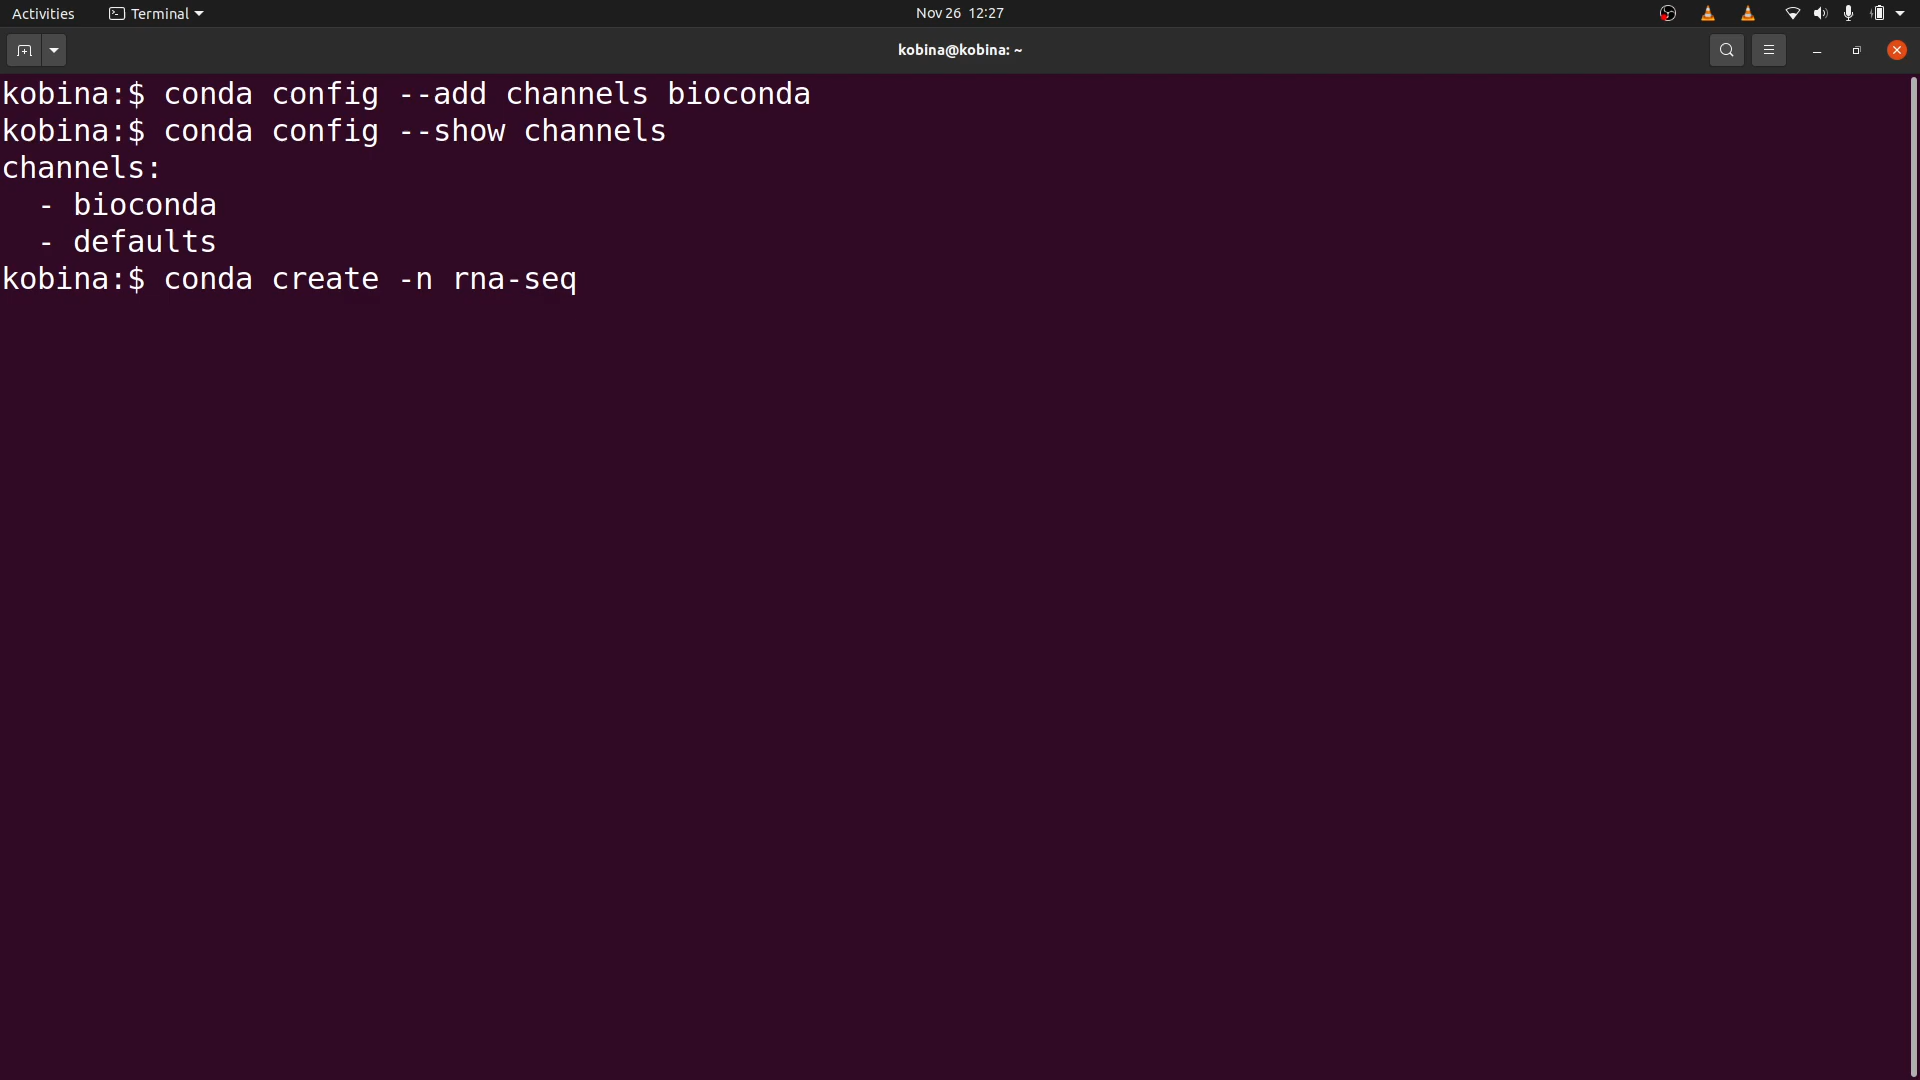 Activities Terminal Nov 26 12:27
kobina@kobina: ~
kobina:$ conda config --add channels bioconda
kobina:$ conda config --show channels
channels:
  - bioconda
  - defaults
kobina:$ conda create -n rna-seq